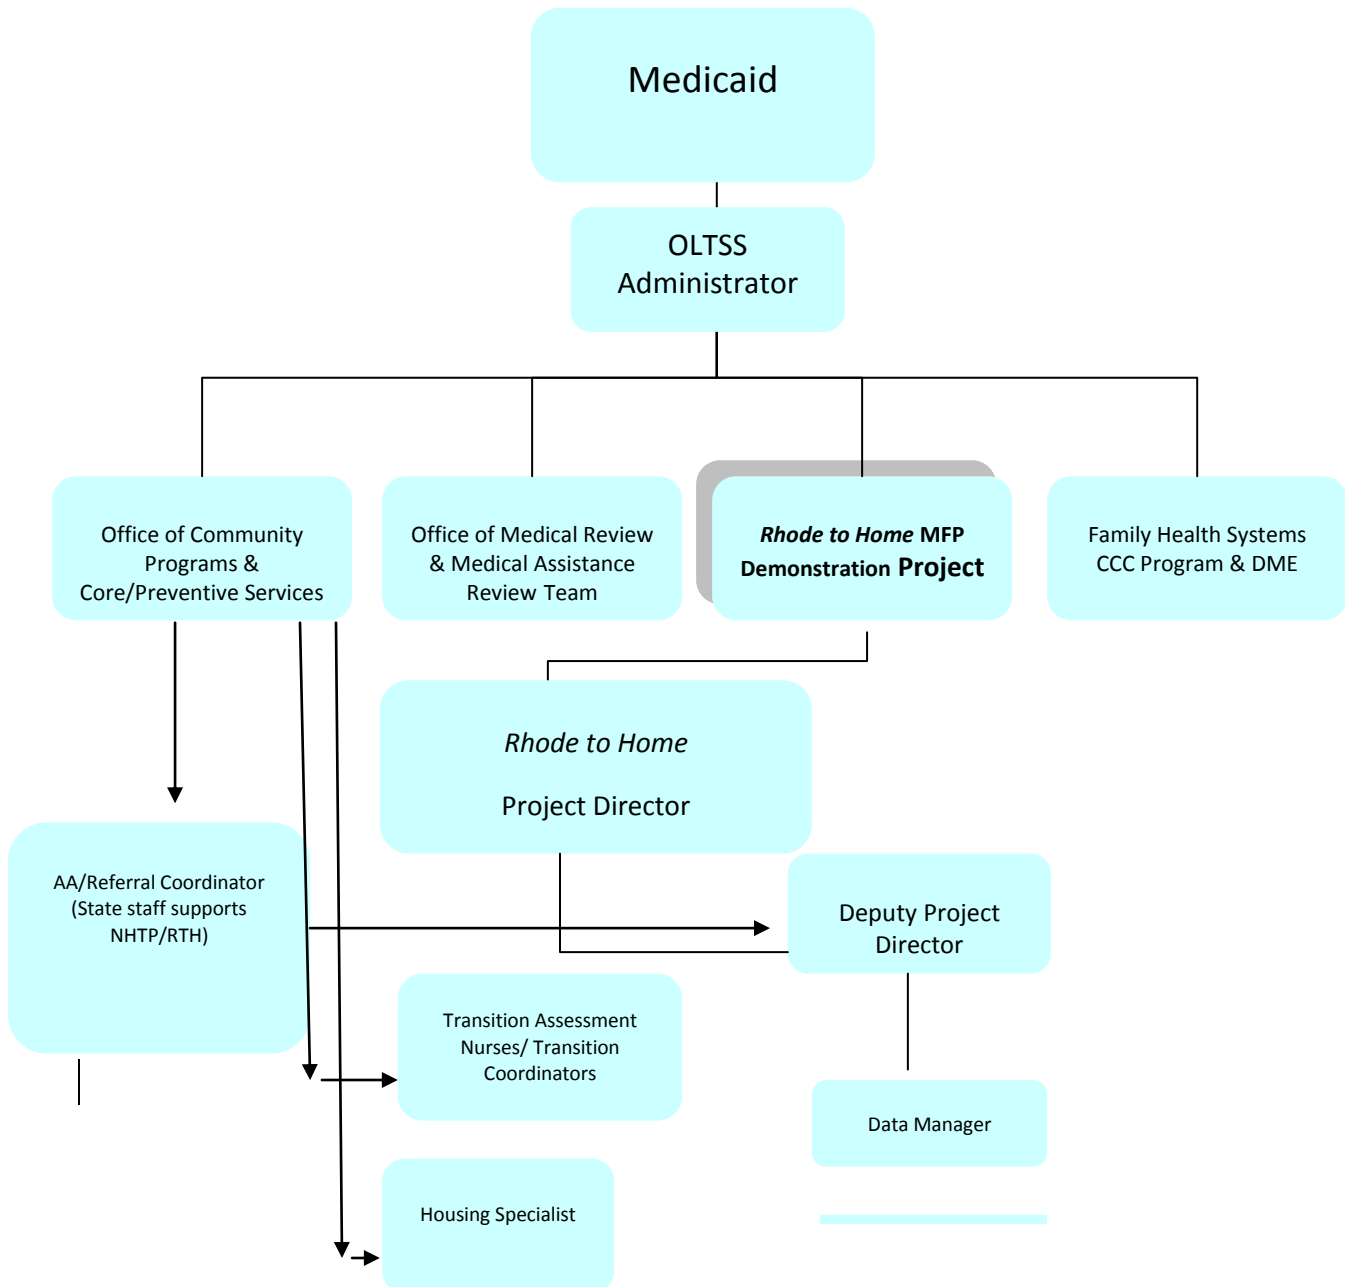 Medicaid
OLTSS
Administrator
Office of Community
Programs &
Core/Preventive Services
Office of Medical Review
& Medical Assistance
Review Team
Rhode to Home MFP
Demonstration Project
Family Health Systems
CCC Program & DME
Rhode to Home
Project Director
AA/Referral Coordinator
(State staff supports
NHTP/RTH)
Deputy Project
Director
Transition Assessment
Nurses/ Transition
Coordinators
Data Manager
Housing Specialist